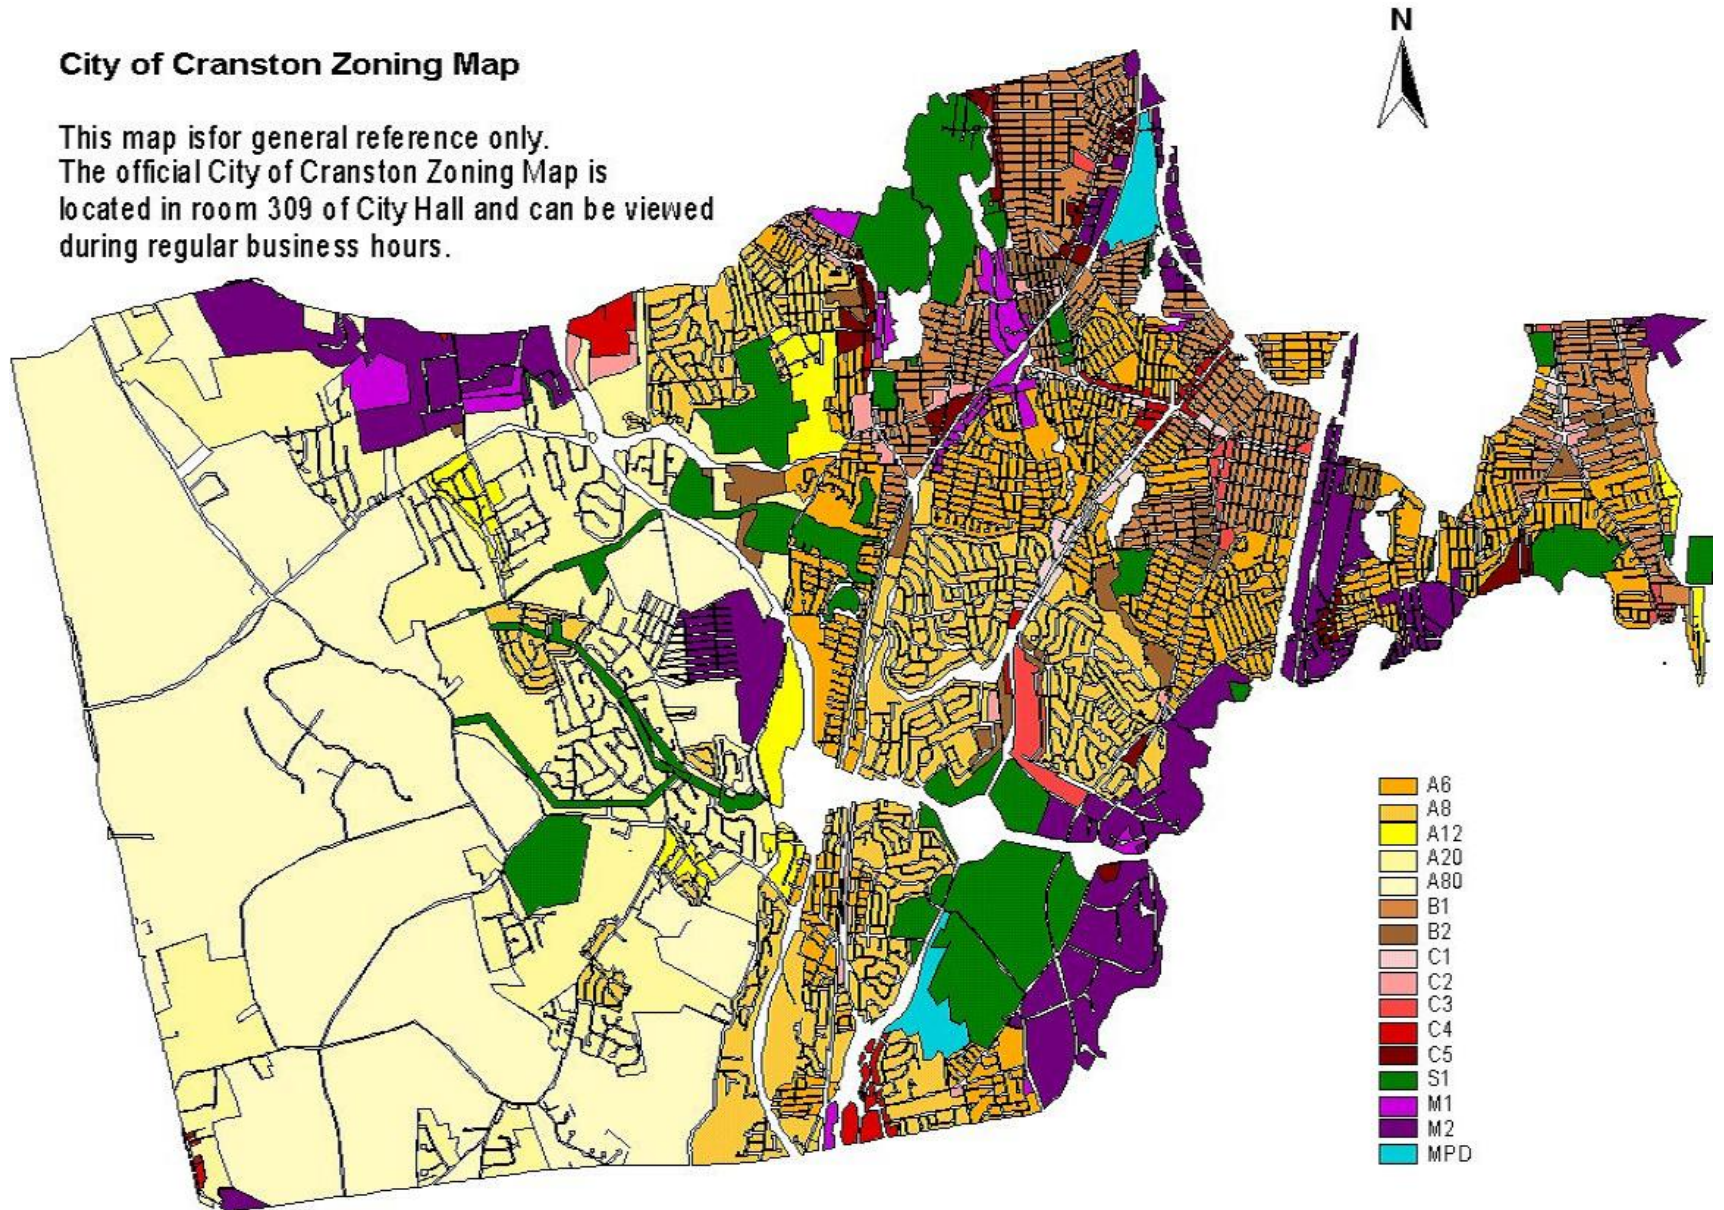 City of Cranston Zoning Map
This map isfor general reference only.
The official City of Cranston Zoning Map is
located in room 309 of City Hall and can be viewed
during regular business hours.
N
A6
A8
A12
A20
A80
B1
B2
C1
C2
C3
C4
C5
S1
M1
M2
MPD